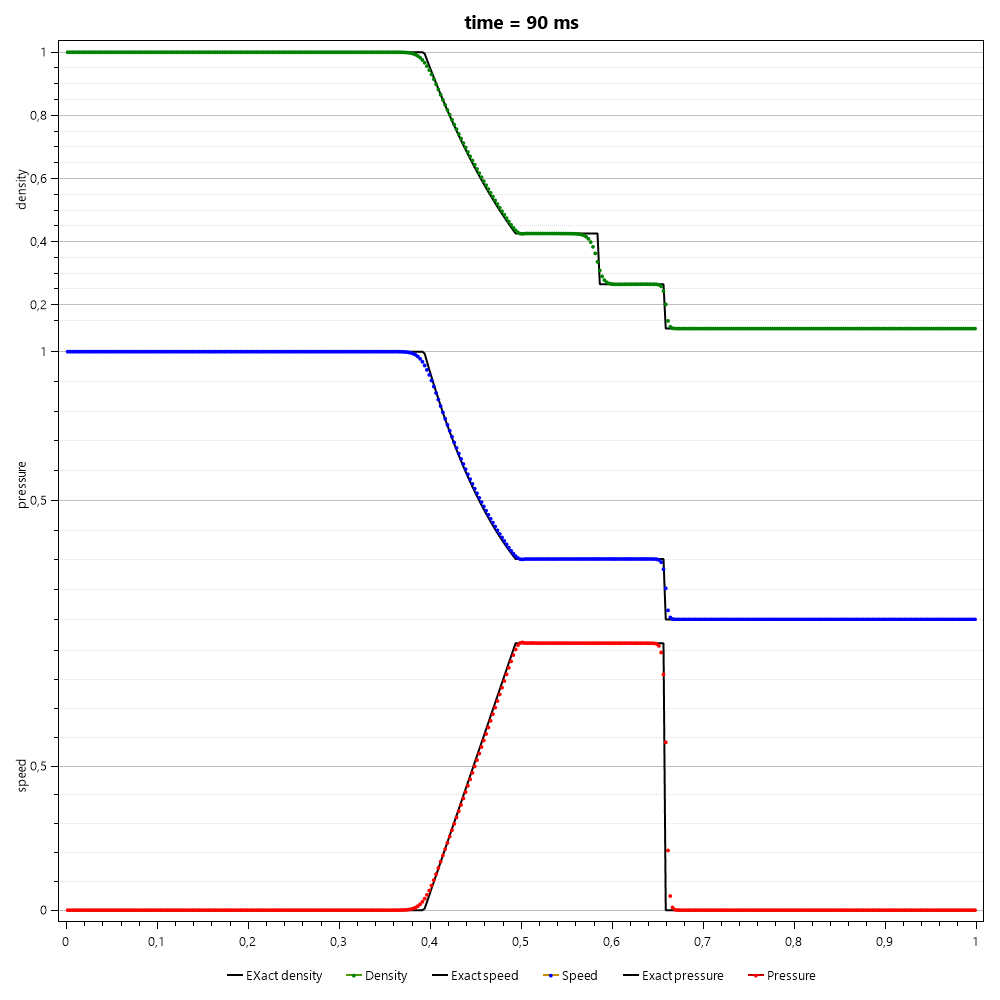 time = 90 ms
density
1
0,8
0,6
0,4
0,2
pressure
1
0,5
speed
0,5
0
0 0,1 0,2 0,3 0,4 0,5 0,6 0,7 0,8 0,9 1
EXact density Density Exact speed Speed Exact pressure Pressure